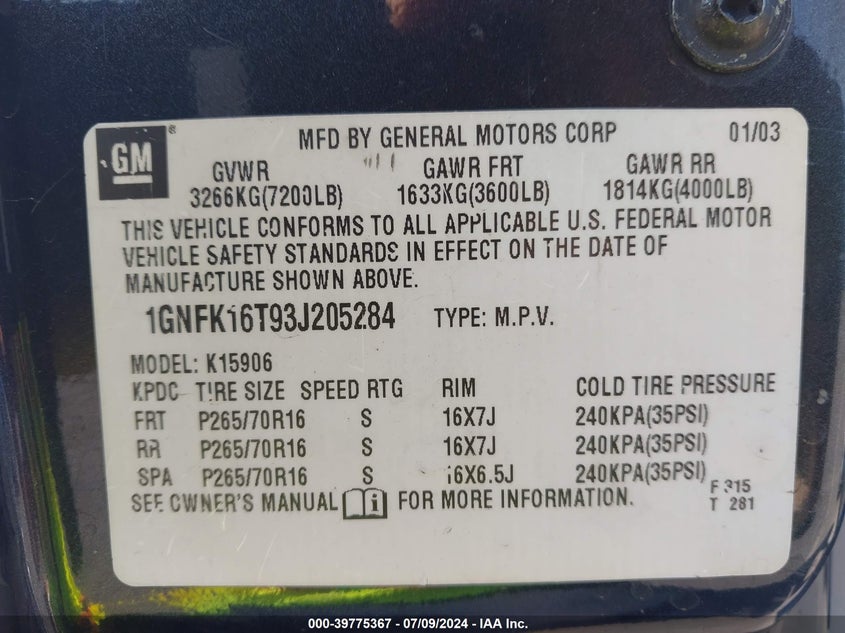 GM
®
MFD BY GENERAL MOTORS CORP 01/03
GVWR GAWR FRT GAWR RR
3266KG(7200LB) 1633KG(3600LB) 1814KG(4000LB)
THIS VEHICLE CONFORMS TO ALL APPLICABLE U.S. FEDERAL MOTOR
VEHICLE SAFETY STANDARDS IN EFFECT ON THE DATE OF
MANUFACTURE SHOWN ABOVE.
1GNFK16T93J205284 TYPE: M.P.V.
MODEL: K15906
KPDC TIRE SIZE SPEED RTG RIM COLD TIRE PRESSURE
FRT P265/70R16 S 16X7J 240KPA(35PSI)
RR P265/70R16 S 16X7J 240KPA(35PSI)
SPA P265/70R16 S 16X6.5J 240KPA(35PSI)
SEE OWNER'S MANUAL i FOR MORE INFORMATION.
F 315
T 281
000-39775367 - 07/09/2024 - IAA Inc.